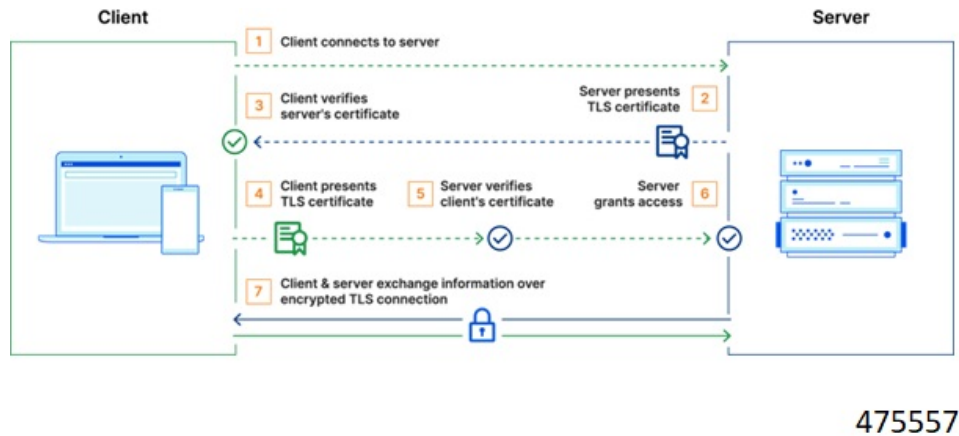 Client
Server
1
Client connects to server
3
Client verifies
server's certificate
Server presents
TLS certificate
2
4
Client presents
TLS certificate
5
Server verifies
client's certificate
Server
grants access
6
7
Client & server exchange information over
encrypted TLS connection
475557